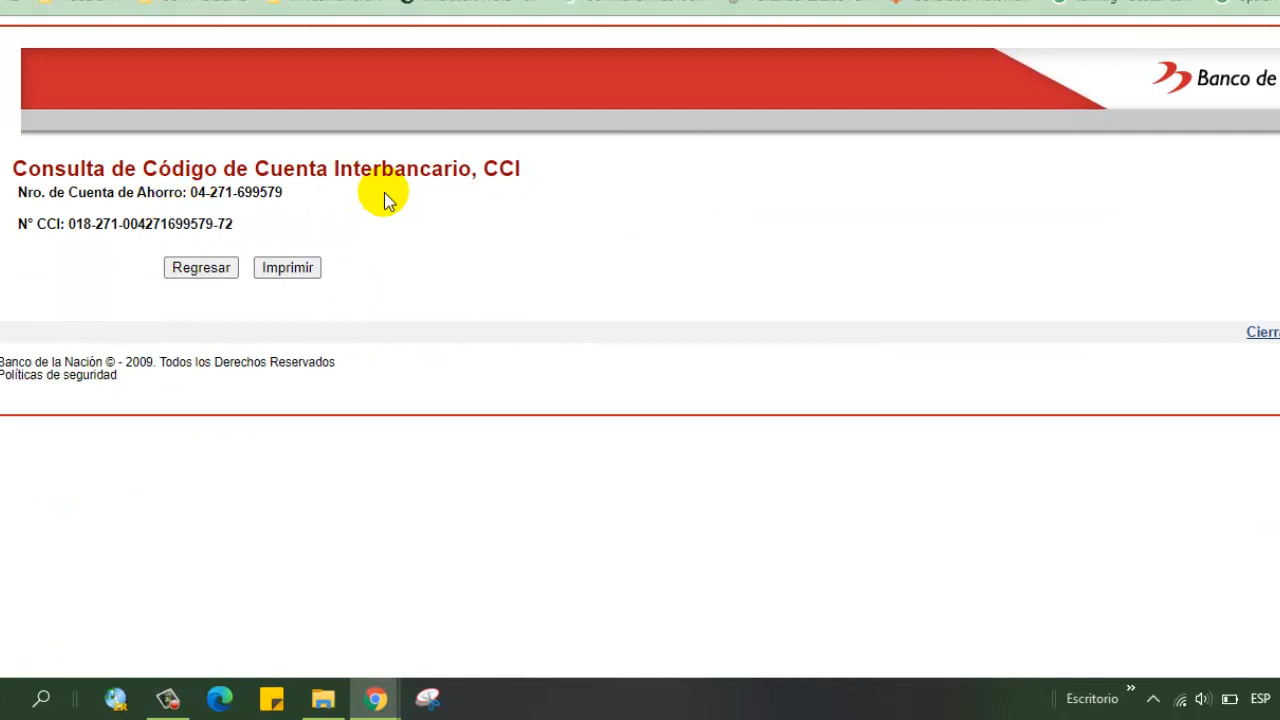 Banco de
Consulta de Código de Cuenta Interbancario, CCI
Nro. de Cuenta de Ahorro: 04-271-699579
N° CCI: 018-271-004271699579-72
Regresar Imprimir
Cierra
Banco de la Nación © - 2009. Todos los Derechos Reservados
Políticas de seguridad
Escritorio
ESP